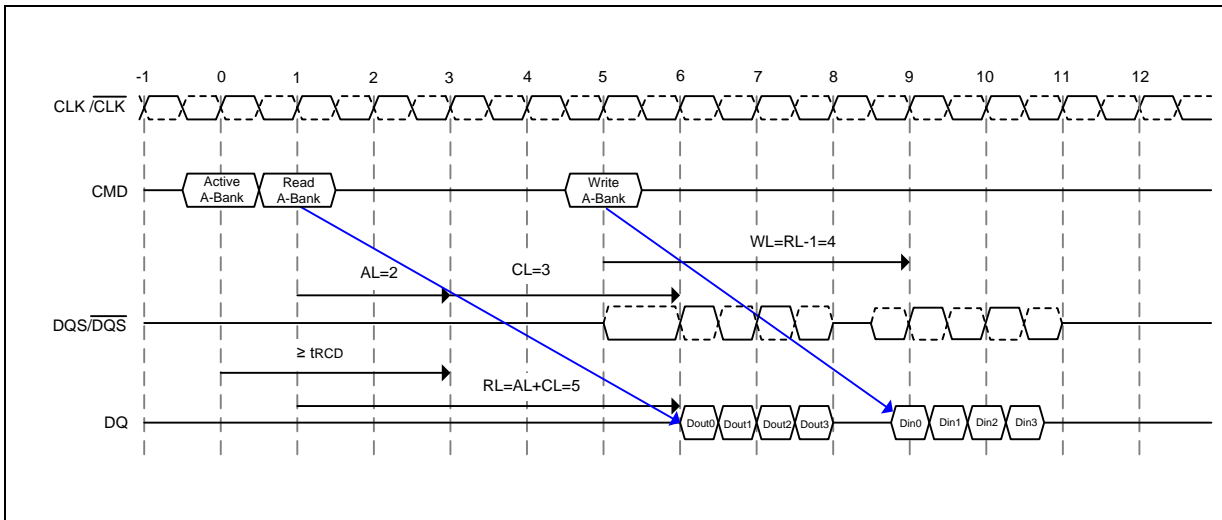 -1 0 1 2 3 4 5 6 7 8 9 10 11 12
CLK /CLK
CMD
Active
A-Bank
Read
A-Bank
Write
A-Bank
WL=RL-1=4
AL=2
CL=3
DQS/DQS
≥ tRCD
RL=AL+CL=5
DQ
Dout0 Dout1 Dout2 Dout3 Din0 Din1 Din2 Din3